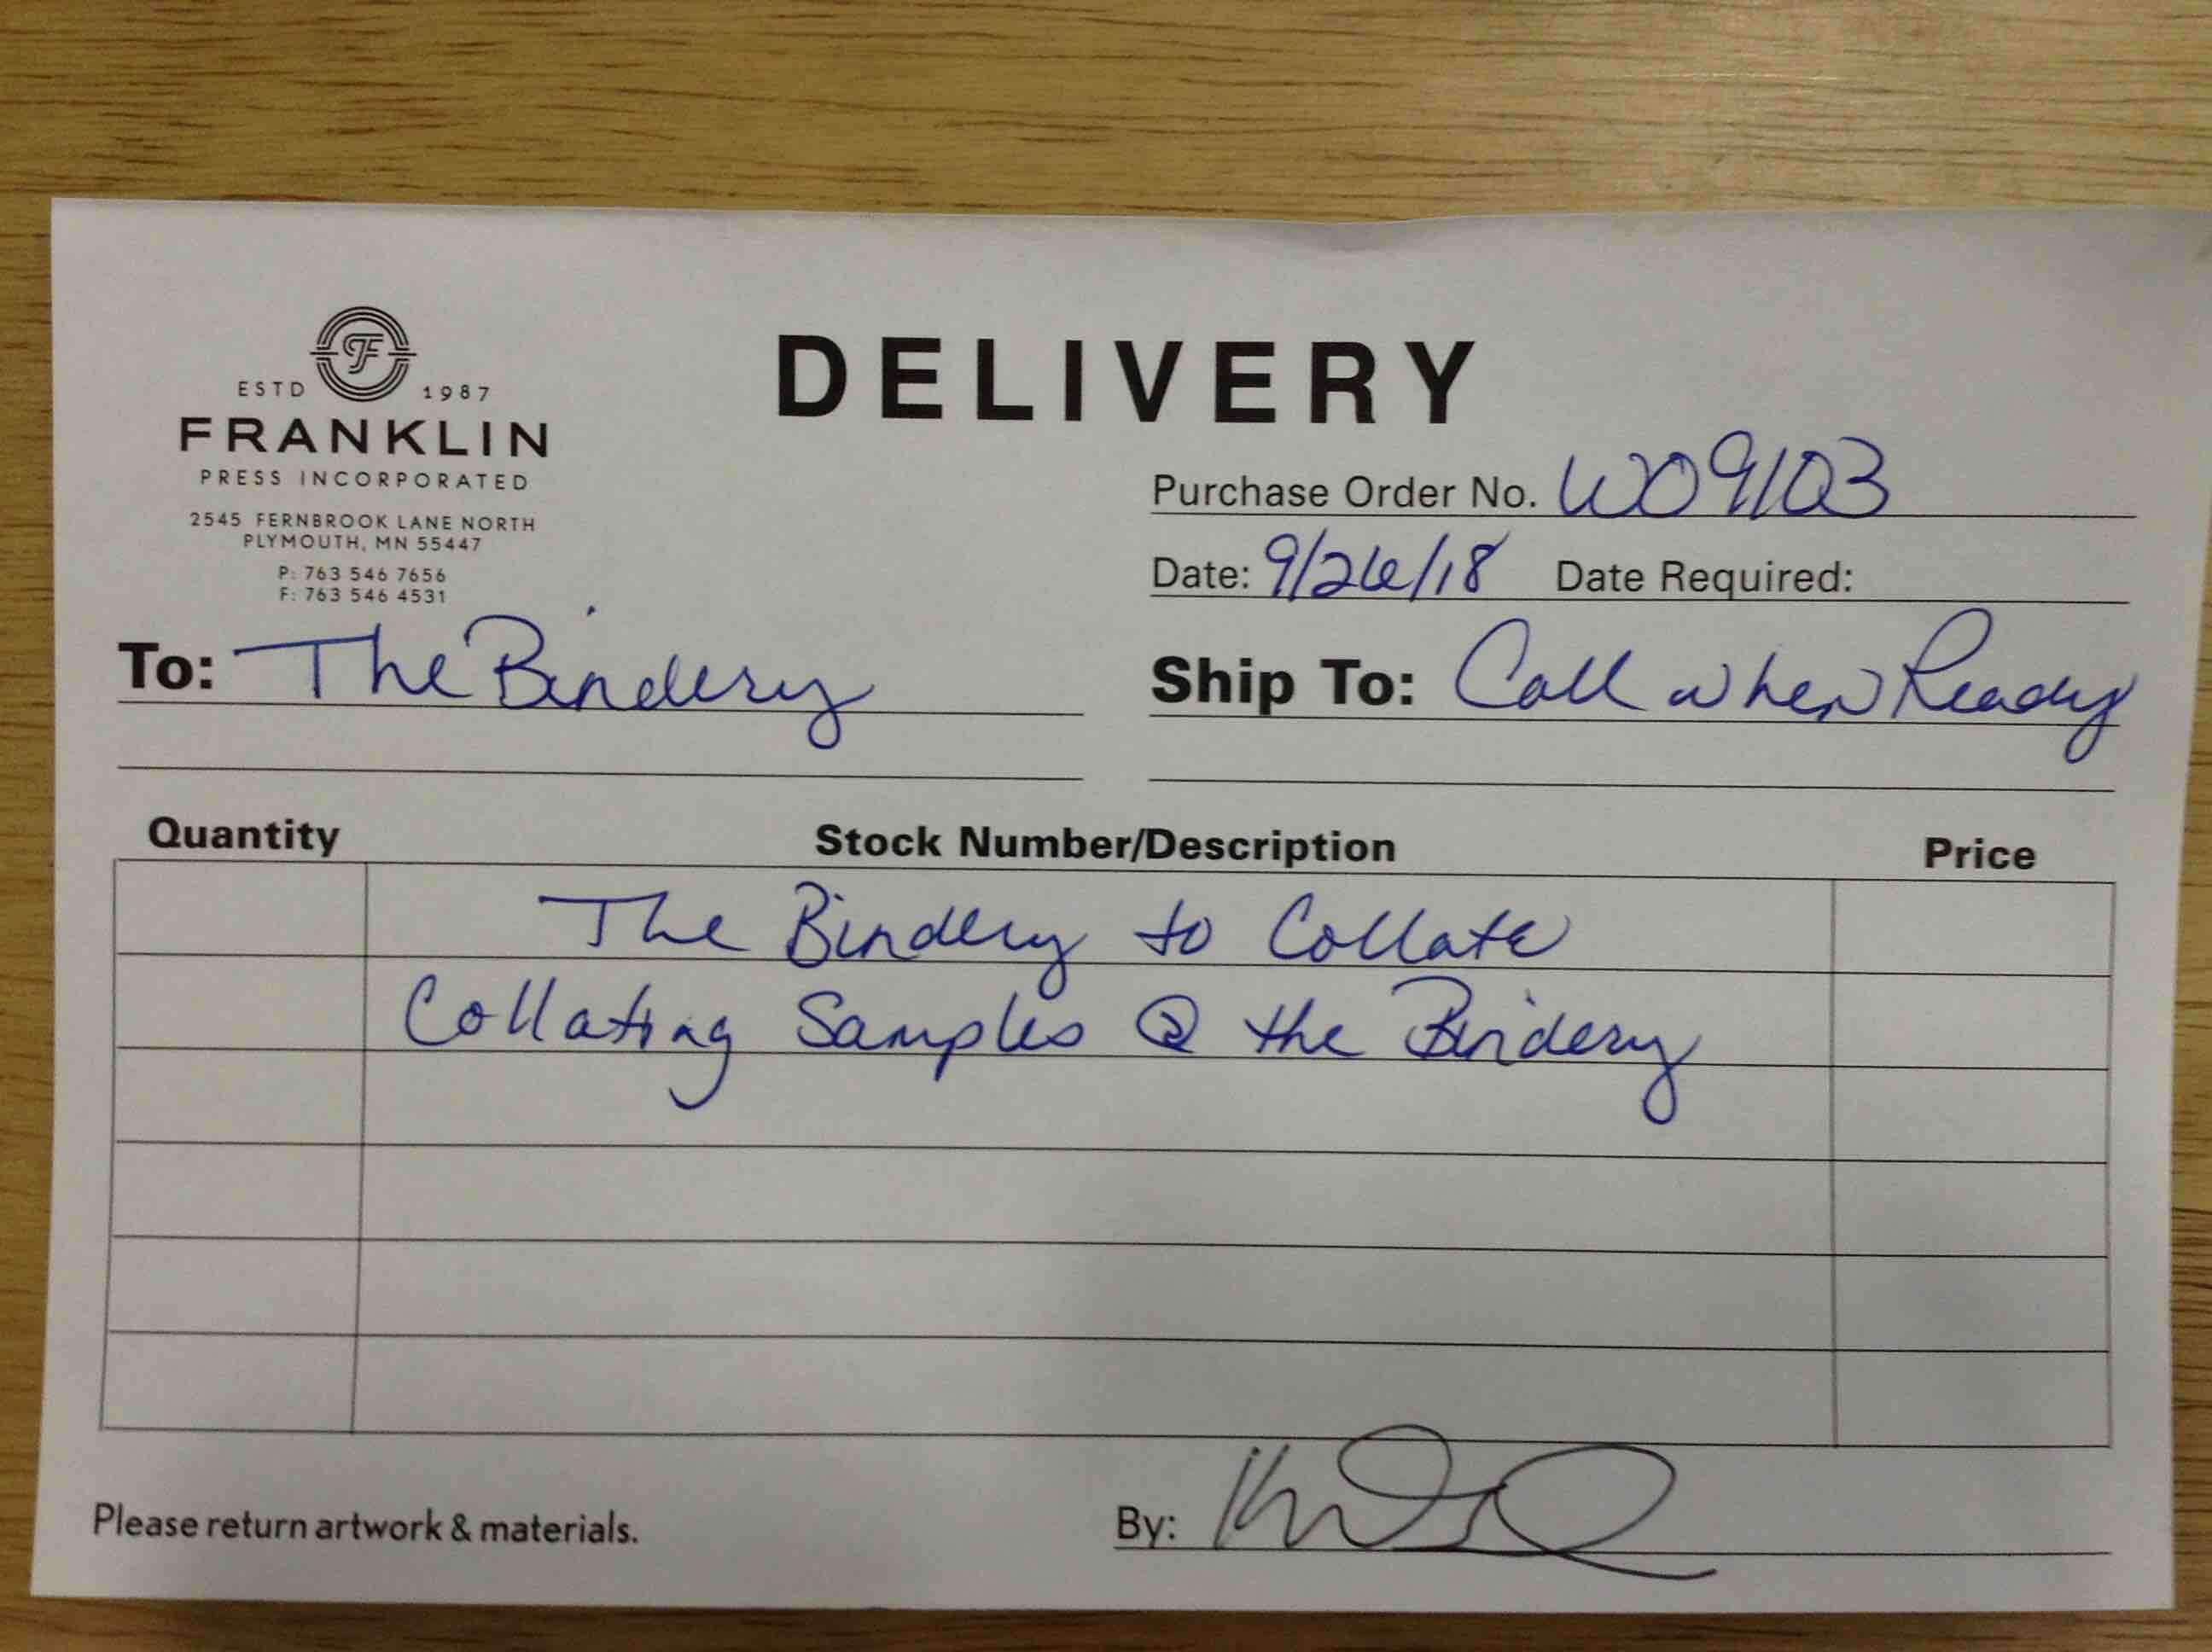 ESTD F 1987
FRANKLIN
PRESS INCORPORATED
2545 FERNBROOK LANE NORTH
PLYMOUTH, MN 55447
P: 763 546 7656
F: 763 546 4531
DELIVERY
Purchase Order No. WO9103
Date: 9/26/18 Date Required:
To: The Bindery
Ship To: Call when Ready
Quantity Stock Number/Description Price
The Bindery to Collate
Collating Samples @ the Bindery
Please return artwork & materials.
By: